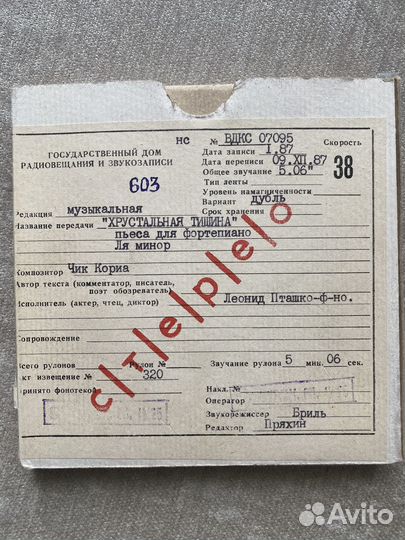 НС № ВДКС 07095
Дата записи I.87
Скорость 38
ГОСУДАРСТВЕННЫЙ ДОМ
РАДИОВЕЩАНИЯ И ЗВУКОЗАПИСИ
Дата переписи 09.XII.87
Общее звучание 5.06"
Тип ленты
Уровень намагниченности
603
Вариант дубль
Срок хранения
Редакция музыкальная
Название передачи "ХРУСТАЛЬНАЯ ТИШИНА"
пьеса для фортепиано
Ля минор
Композитор Чик Кориа
Автор текста (комментатор, писатель,
поэт обозреватель)
Исполнитель (актер, чтец, диктор) Леонид Пташко-ф-но.
Сопровождение
Всего рулонов Рулон № Звучание рулона 5 мин. 06 сек.
кт извещение № 320
Принято фонотекой
Накл. №
Оператор
Звукорежиссер Бриль
Редактор Пряхин
с/т/е/р/е/о
Avito